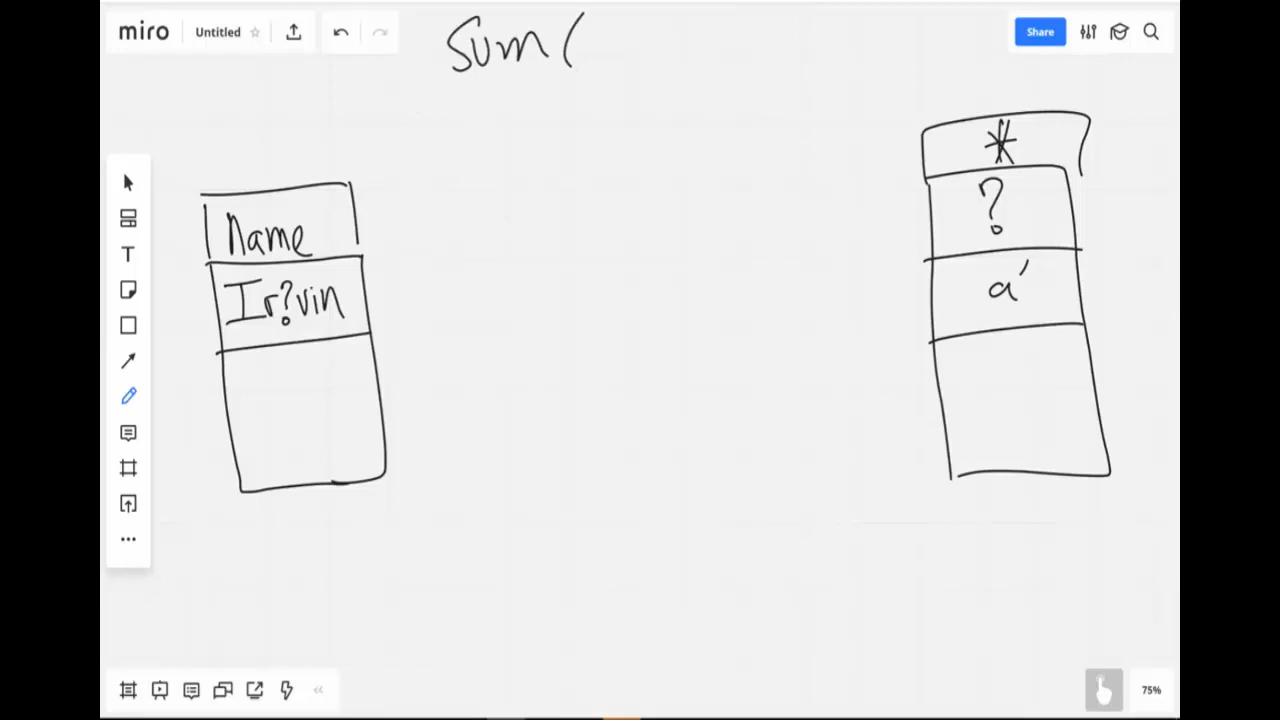 miro
Untitled
Sum (
Share
*
?
a´
Name
Ir?vin
T
75%